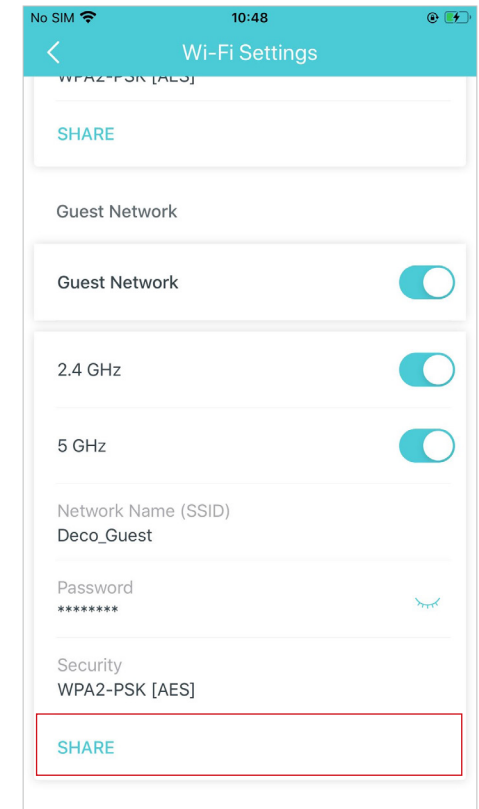 No SIM 10:48
Wi-Fi Settings
WPA2-PSK [AES]
SHARE
Guest Network
Guest Network
2.4 GHz
5 GHz
Network Name (SSID)
Deco_Guest
Password
********
Security
WPA2-PSK [AES]
SHARE